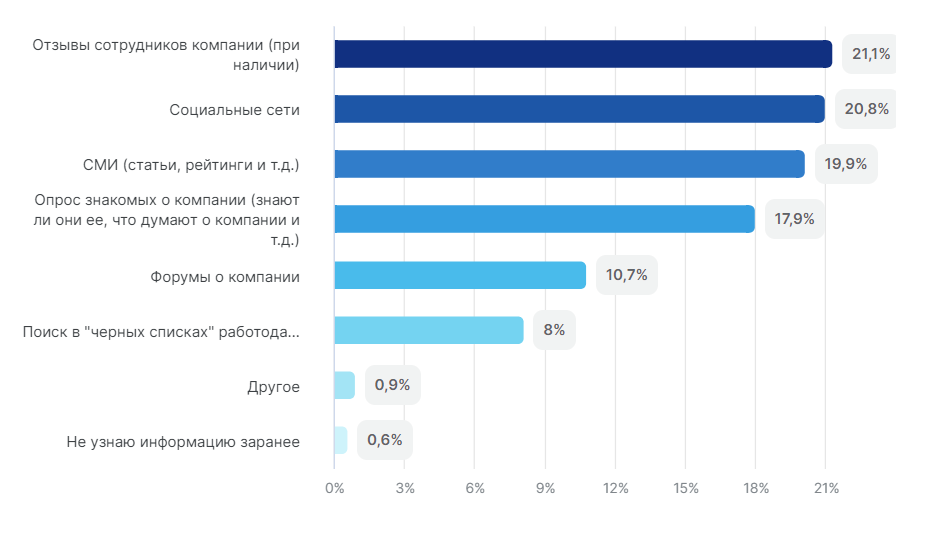 Отзывы сотрудников компании (при
наличии)
21,1%
Социальные сети
20,8%
СМИ (статьи, рейтинги и т.д.)
19,9%
Опрос знакомых о компании (знают
ли они ее, что думают о компании и
т.д.)
17,9%
Форумы о компании
10,7%
Поиск в "черных списках" работода...
8%
Другое
0,9%
Не узнаю информацию заранее
0,6%
0% 3% 6% 9% 12% 15% 18% 21%